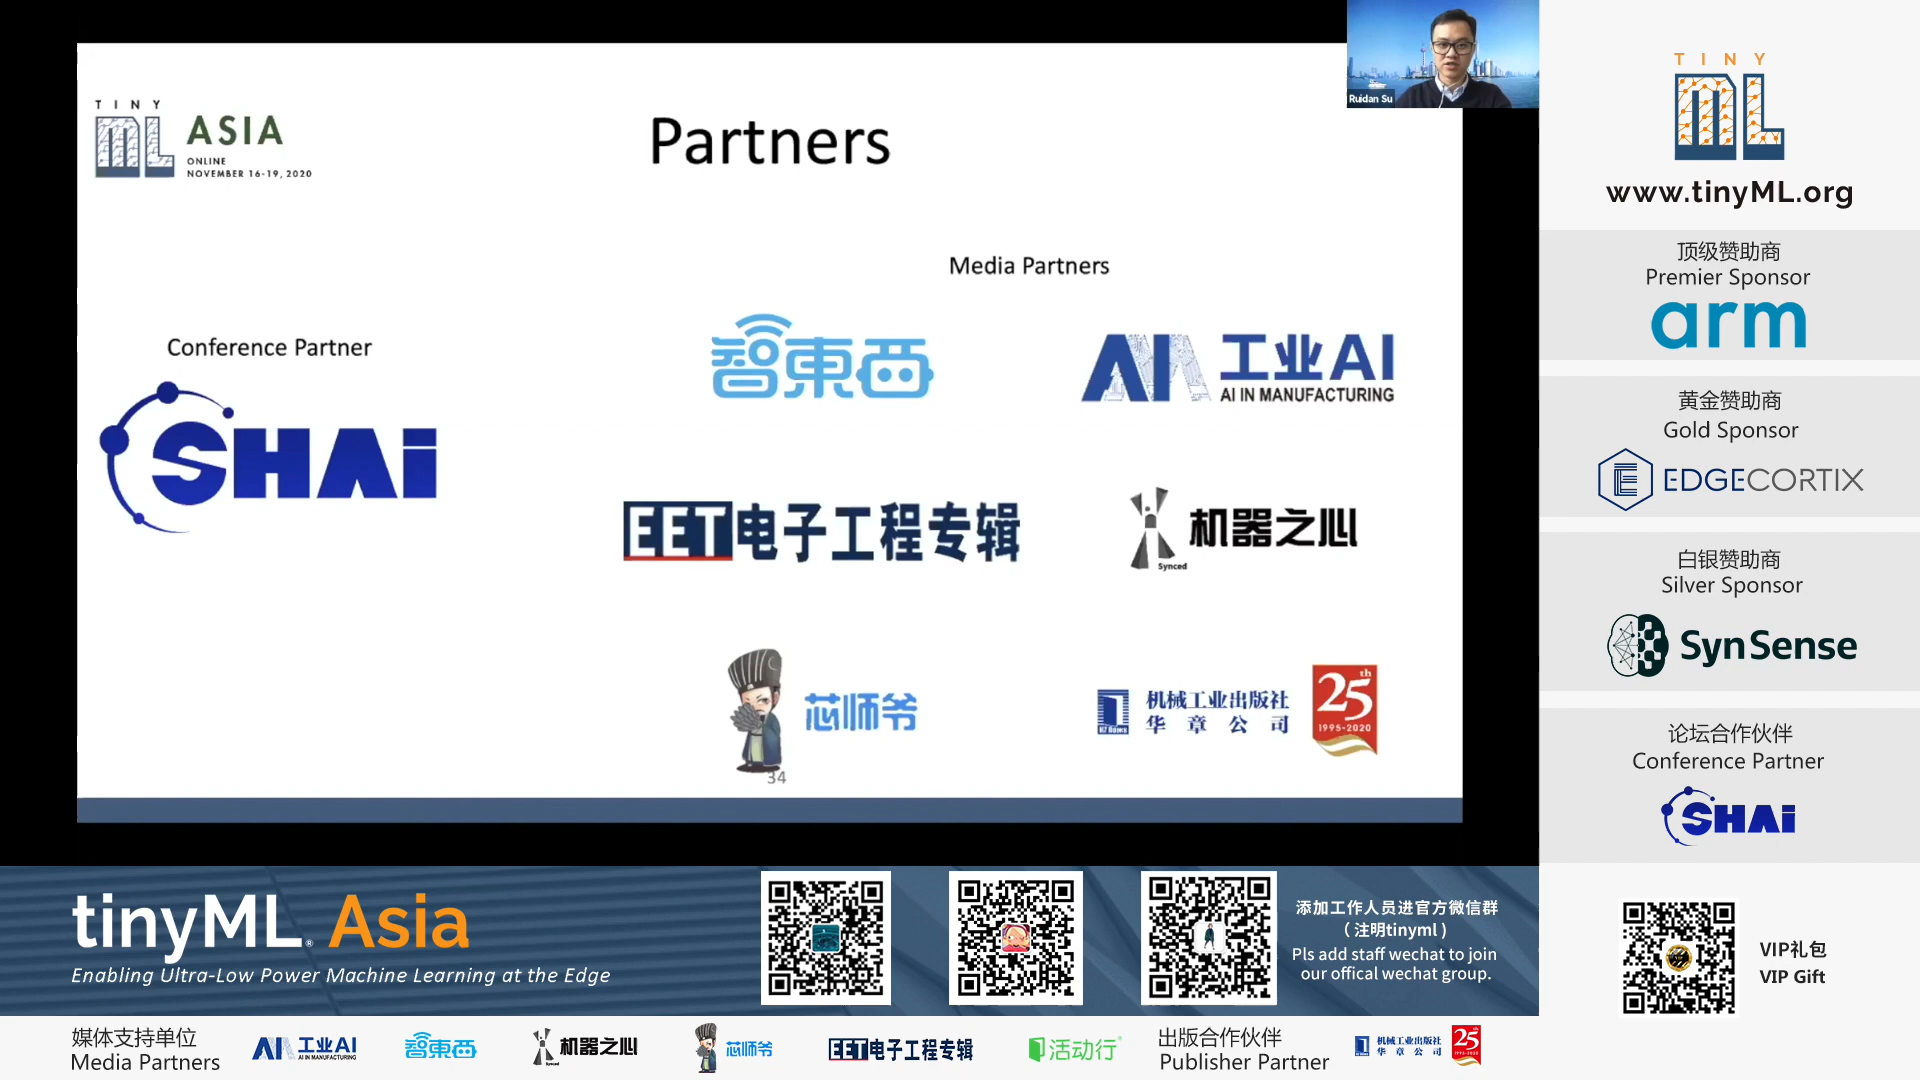 TINY
ML ASIA
ONLINE
NOVEMBER 16-19, 2020
Partners
Ruidan Su
Conference Partner
SHAi
Media Partners
智東西
AI 工业AI
AI IN MANUFACTURING
EET电子工程专辑
机器之心
Synced
芯师爷
机械工业出版社
华章公司
25th
1995-2020
34
TINY
ML
www.tinyML.org
顶级赞助商
Premier Sponsor
arm
黄金赞助商
Gold Sponsor
EDGECORTIX
白银赞助商
Silver Sponsor
SynSense
论坛合作伙伴
Conference Partner
SHAi
VIP礼包
VIP Gift
tinyML® Asia
Enabling Ultra-Low Power Machine Learning at the Edge
添加工作人员进官方微信群
（注明tinyml）
Pls add staff wechat to join
our offical wechat group.
媒体支持单位
Media Partners
AI 工业AI
AI IN MANUFACTURING
智東西
机器之心
Synced
芯师爷
EET电子工程专辑
活动行
出版合作伙伴
Publisher Partner
机械工业出版社
华章公司
25th
1995-2020